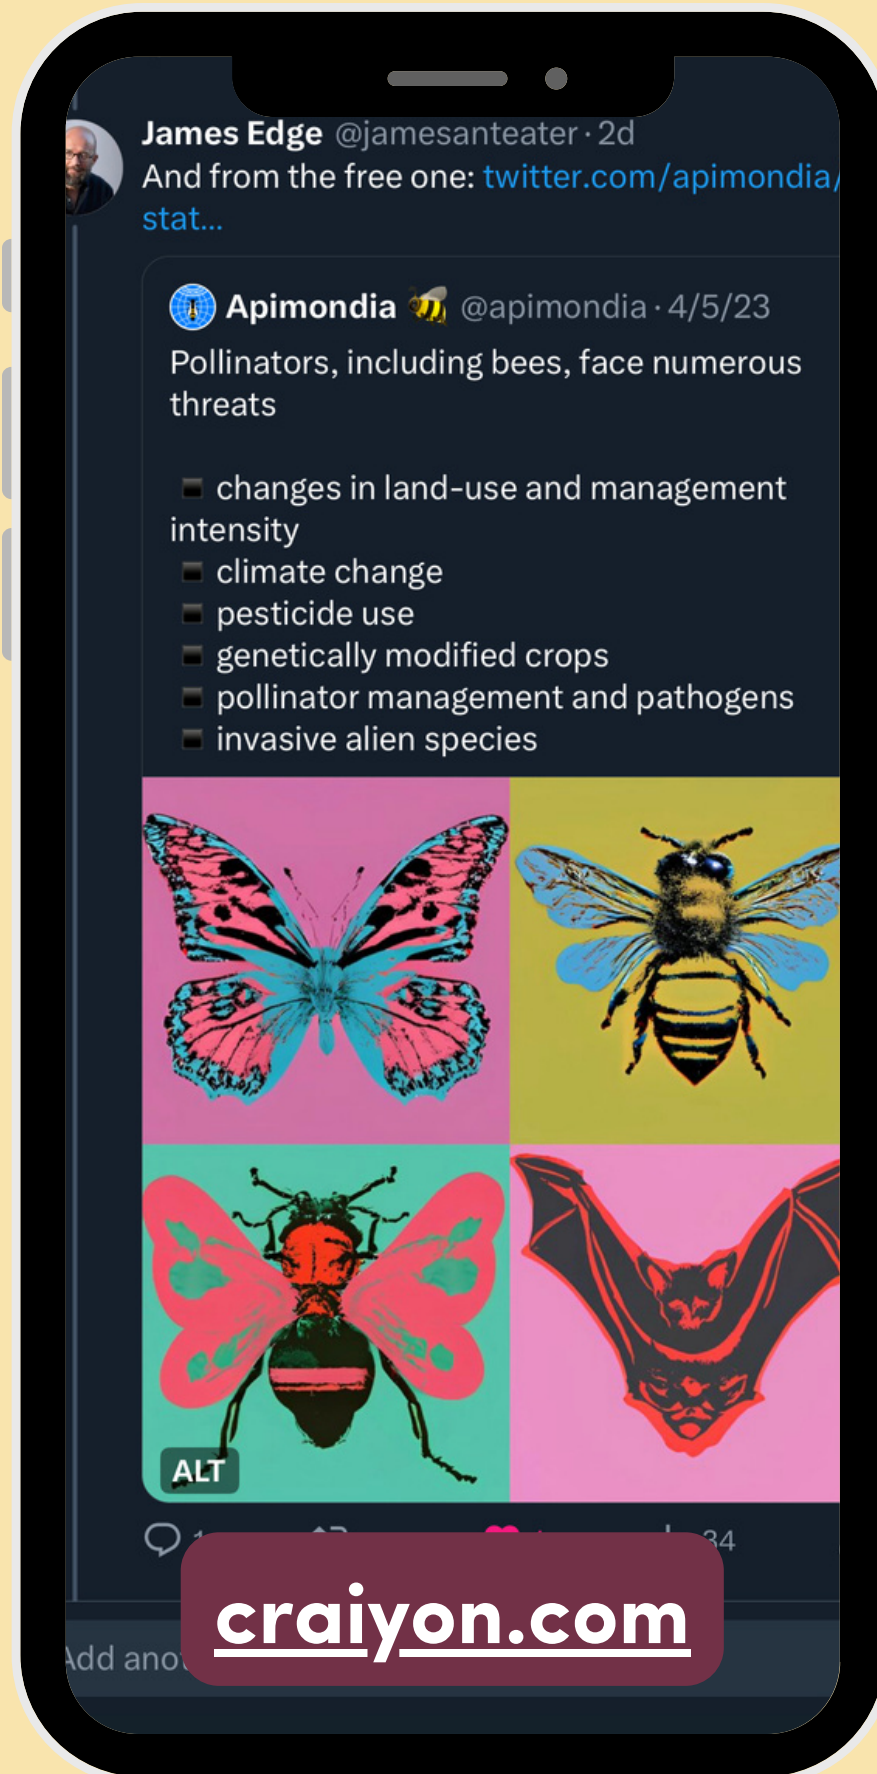 James Edge @jamesanteater · 2d
And from the free one: twitter.com/apimondia/
stat...
Apimondia 🐝 @apimondia · 4/5/23
Pollinators, including bees, face numerous
threats
▪️ changes in land-use and management
intensity
▪️ climate change
▪️ pesticide use
▪️ genetically modified crops
▪️ pollinator management and pathogens
▪️ invasive alien species
ALT
34
craiyon.com
Add